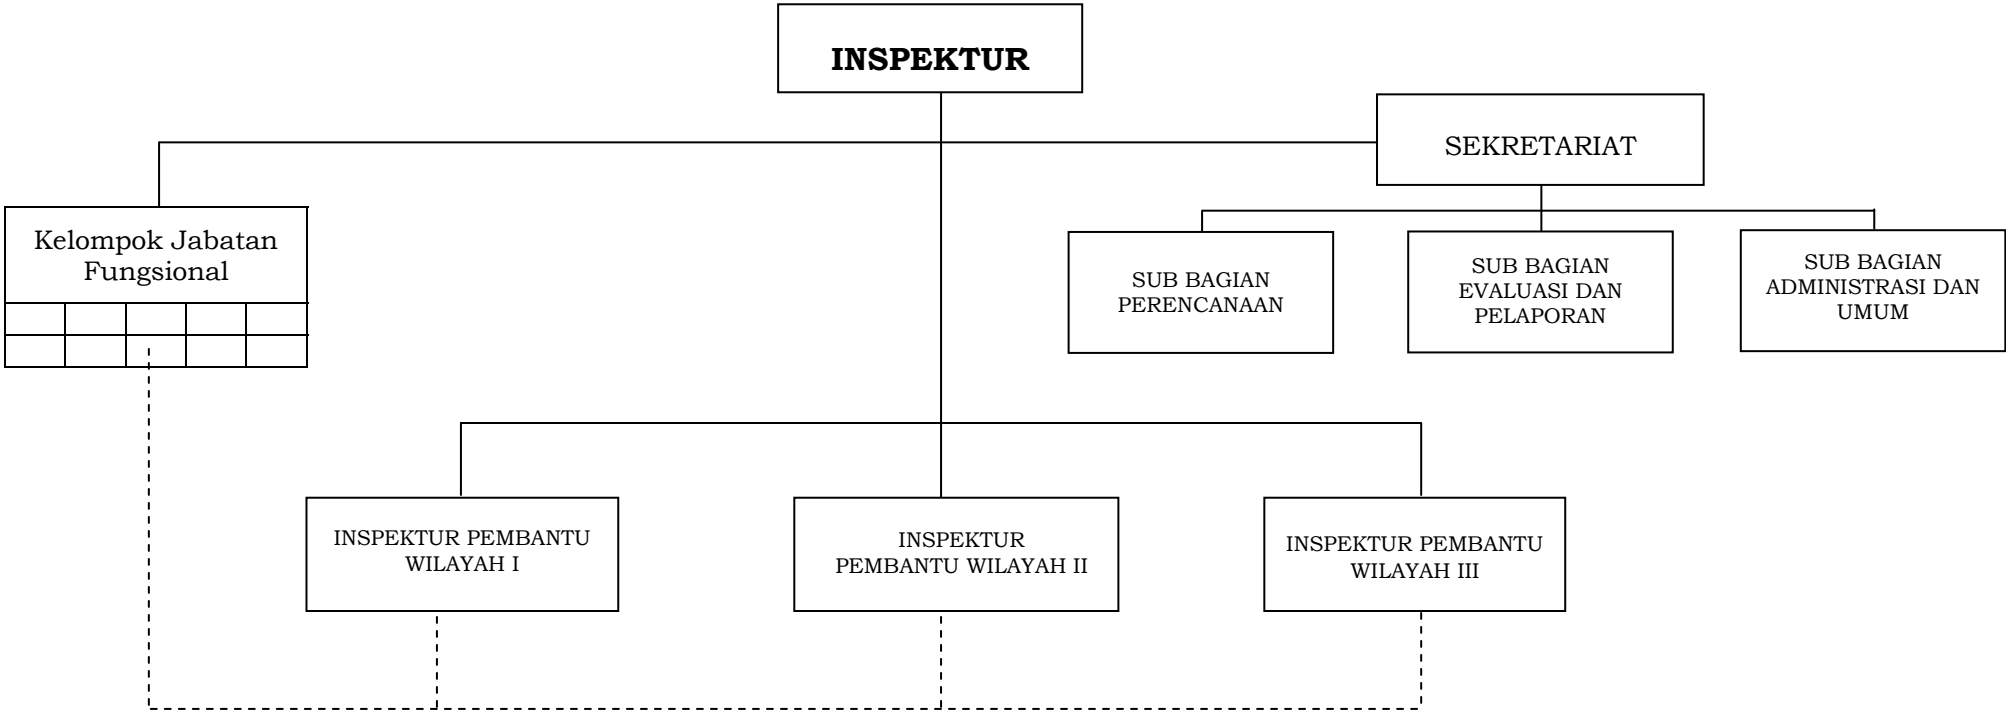 INSPEKTUR
SEKRETARIAT
Kelompok Jabatan
Fungsional
SUB BAGIAN
PERENCANAAN
SUB BAGIAN
EVALUASI DAN
PELAPORAN
SUB BAGIAN
ADMINISTRASI DAN
UMUM
INSPEKTUR PEMBANTU
WILAYAH I
INSPEKTUR
PEMBANTU WILAYAH II
INSPEKTUR PEMBANTU
WILAYAH III